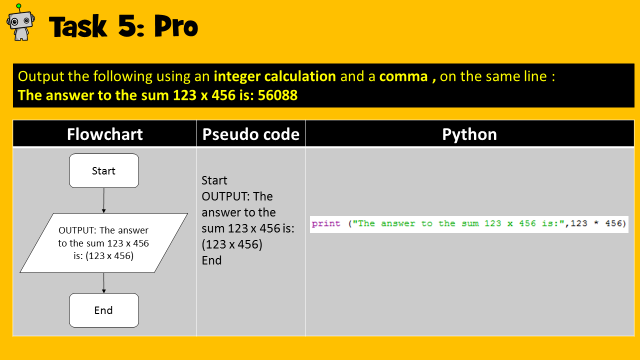 Task 5: Pro
Output the following using an integer calculation and a comma , on the same line :
The answer to the sum 123 x 456 is: 56088
Flowchart
Pseudo code
Python
Start
OUTPUT: The answer
to the sum 123 x 456
is: (123 x 456)
End
Start
OUTPUT: The
answer to the
sum 123 x 456 is:
(123 x 456)
End
print ("The answer to the sum 123 x 456 is:",123 * 456)